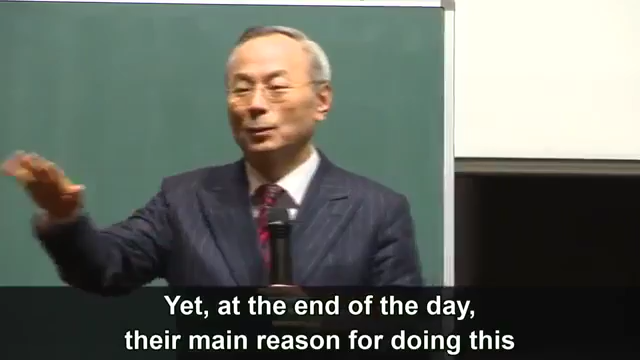 Yet, at the end of the day,
their main reason for doing this